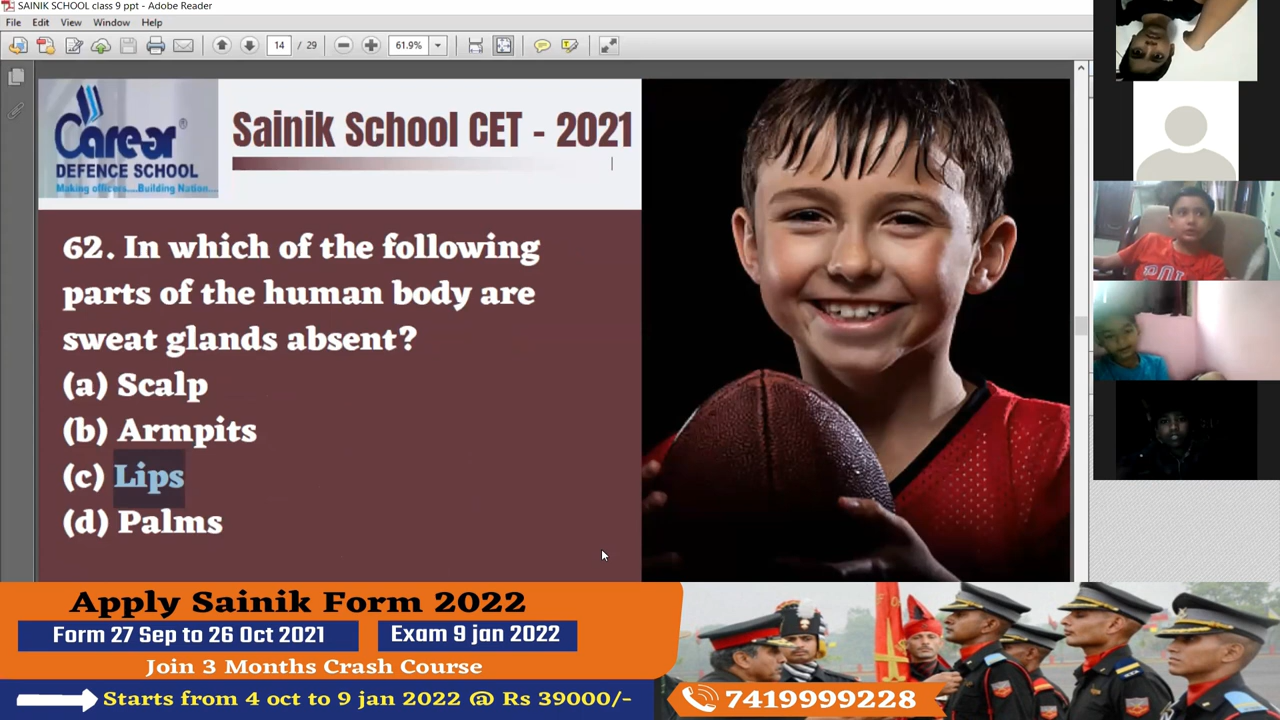 SAINIK SCHOOL class 9 ppt - Adobe Reader
File Edit View Window Help
14 / 29 61.9%
Career®
DEFENCE SCHOOL
Making officers....Building Nation....
Sainik School CET - 2021
62. In which of the following
parts of the human body are
sweat glands absent?
(a) Scalp
(b) Armpits
(c) Lips
(d) Palms
Apply Sainik Form 2022
Form 27 Sep to 26 Oct 2021
Exam 9 jan 2022
Join 3 Months Crash Course
Starts from 4 oct to 9 jan 2022 @ Rs 39000/-
7419999228